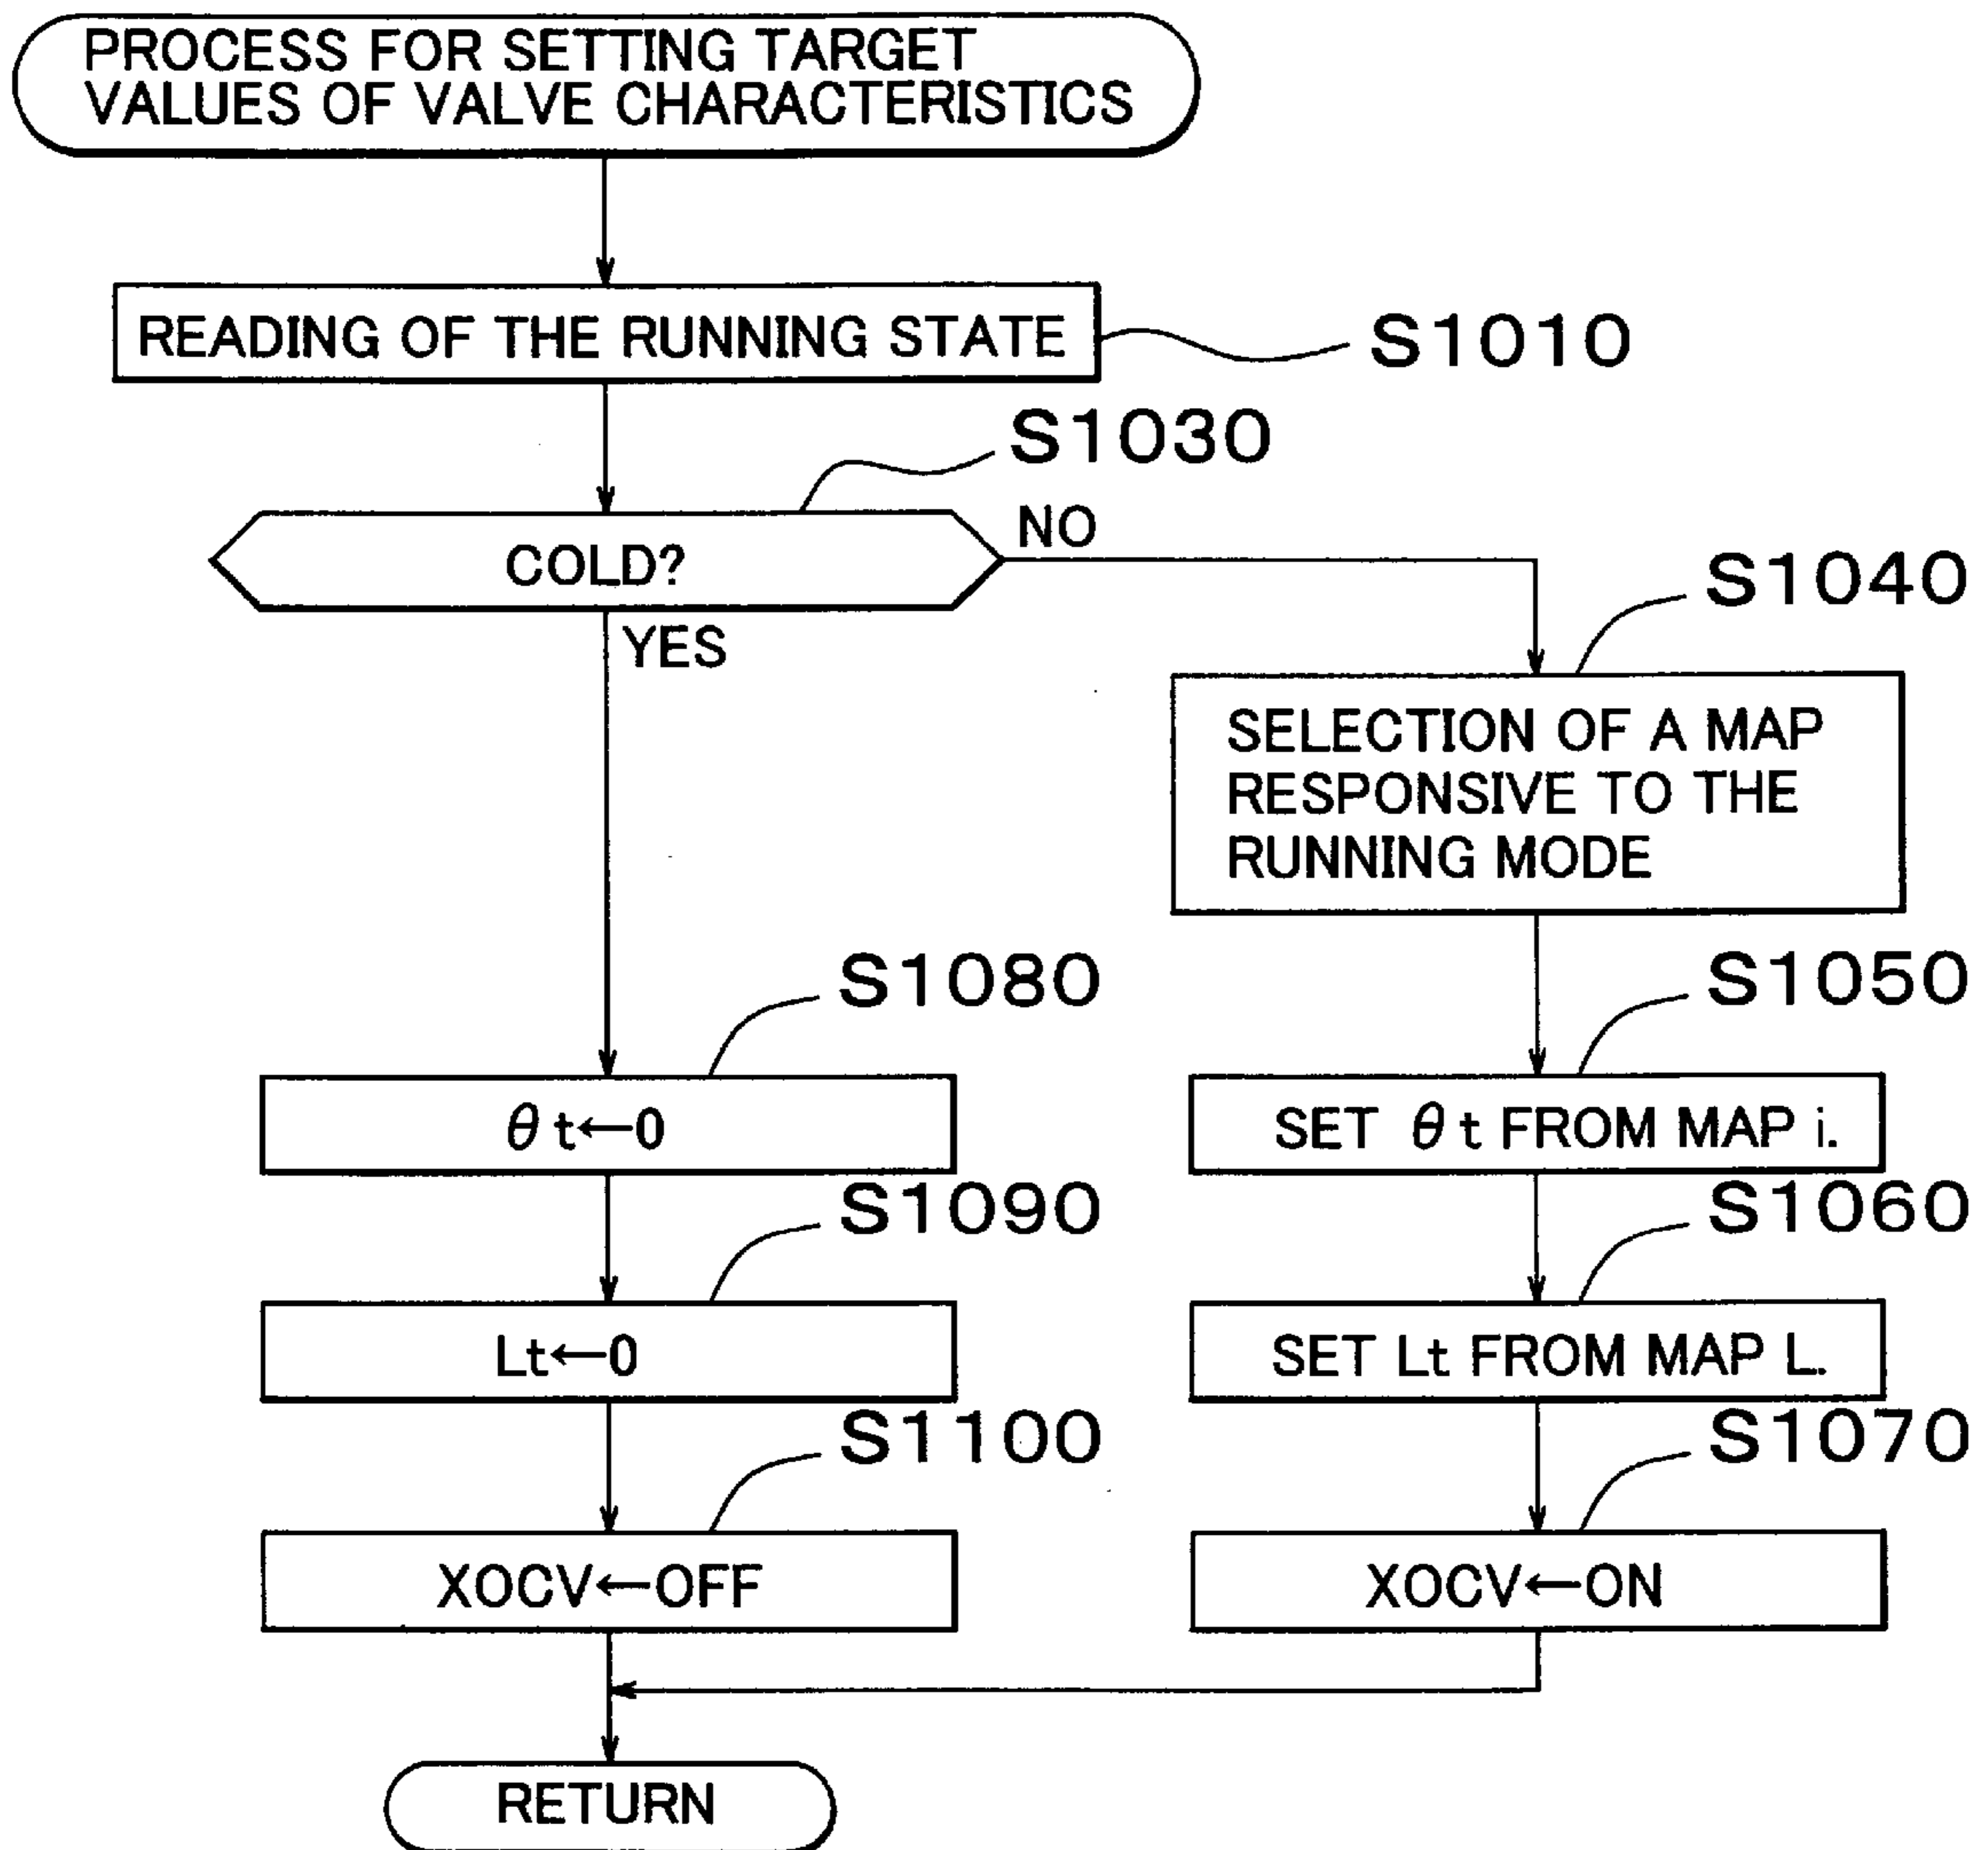 PROCESS FOR SETTING TARGET
VALUES OF VALVE CHARACTERISTICS
READING OF THE RUNNING STATE
S1010
S1030
COLD?
NO
YES
S1040
SELECTION OF A MAP
RESPONSIVE TO THE
RUNNING MODE
S1080
S1050
θt←0
SET θt FROM MAP i.
S1090
S1060
Lt←0
SET Lt FROM MAP L.
S1100
S1070
XOCV←OFF
XOCV←ON
RETURN